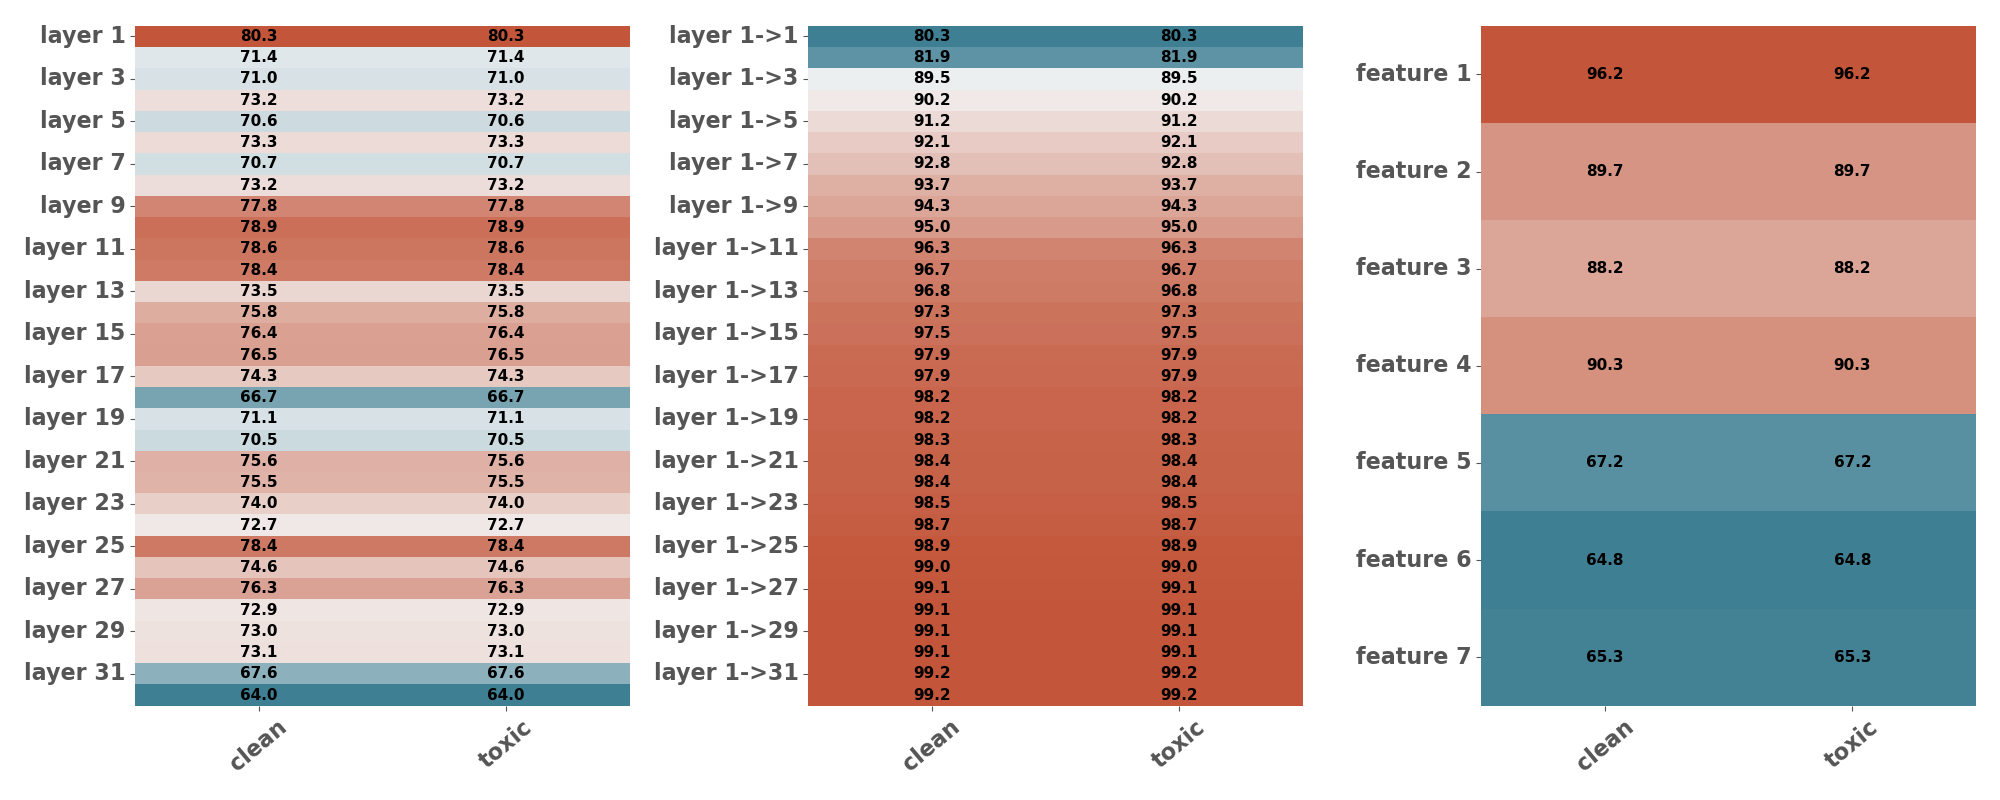 layer 1 80.3 80.3
71.4 71.4
layer 3 71.0 71.0
73.2 73.2
layer 5 70.6 70.6
73.3 73.3
layer 7 70.7 70.7
73.2 73.2
layer 9 77.8 77.8
78.9 78.9
layer 11 78.6 78.6
78.4 78.4
layer 13 73.5 73.5
75.8 75.8
layer 15 76.4 76.4
76.5 76.5
layer 17 74.3 74.3
66.7 66.7
layer 19 71.1 71.1
70.5 70.5
layer 21 75.6 75.6
75.5 75.5
layer 23 74.0 74.0
72.7 72.7
layer 25 78.4 78.4
74.6 74.6
layer 27 76.3 76.3
72.9 72.9
layer 29 73.0 73.0
73.1 73.1
layer 31 67.6 67.6
64.0 64.0
clean toxic
layer 1->1 80.3 80.3
81.9 81.9
layer 1->3 89.5 89.5
90.2 90.2
layer 1->5 91.2 91.2
92.1 92.1
layer 1->7 92.8 92.8
93.7 93.7
layer 1->9 94.3 94.3
95.0 95.0
layer 1->11 96.3 96.3
96.7 96.7
layer 1->13 96.8 96.8
97.3 97.3
layer 1->15 97.5 97.5
97.9 97.9
layer 1->17 97.9 97.9
98.2 98.2
layer 1->19 98.2 98.2
98.3 98.3
layer 1->21 98.4 98.4
98.4 98.4
layer 1->23 98.5 98.5
98.7 98.7
layer 1->25 98.9 98.9
99.0 99.0
layer 1->27 99.1 99.1
99.1 99.1
layer 1->29 99.1 99.1
99.1 99.1
layer 1->31 99.2 99.2
99.2 99.2
clean toxic
feature 1 96.2 96.2
feature 2 89.7 89.7
feature 3 88.2 88.2
feature 4 90.3 90.3
feature 5 67.2 67.2
feature 6 64.8 64.8
feature 7 65.3 65.3
clean toxic